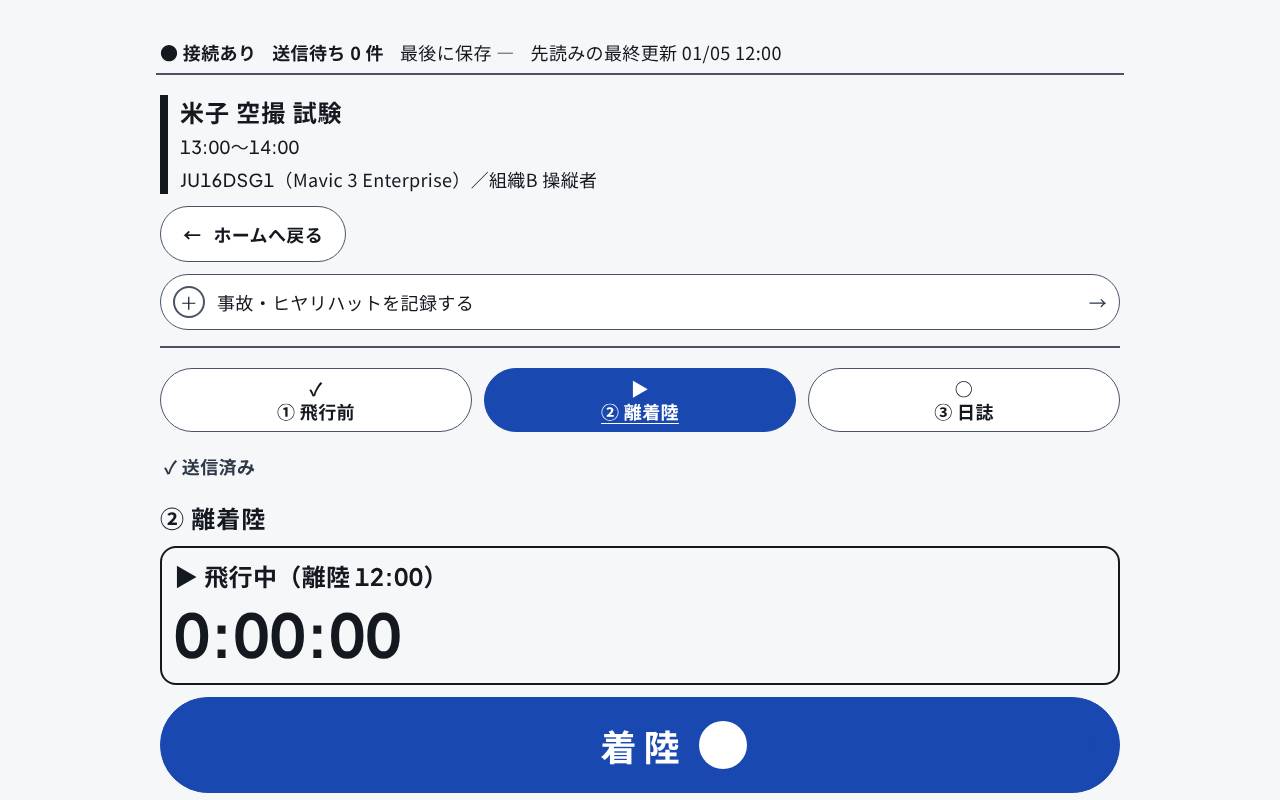 ● 接続あり 送信待ち 0 件 最後に保存 — 先読みの最終更新 01/05 12:00
米子 空撮 試験
13:00〜14:00
JU16DSG1（Mavic 3 Enterprise）／組織B 操縦者
← ホームへ戻る
＋ 事故・ヒヤリハットを記録する →
✓
① 飛行前
▶
② 離着陸
○
③ 日誌
✓ 送信済み
② 離着陸
▶ 飛行中（離陸 12:00）
0:00:00
着陸 ●